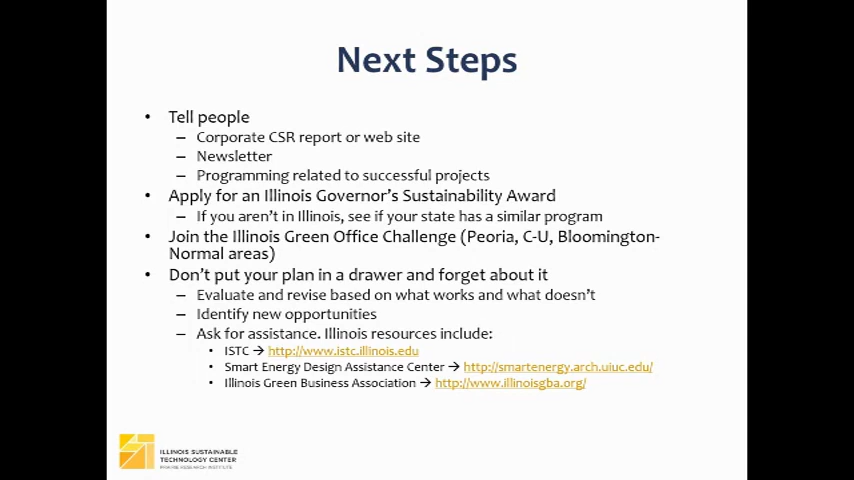 Next Steps
• Tell people
– Corporate CSR report or web site
– Newsletter
– Programming related to successful projects
• Apply for an Illinois Governor's Sustainability Award
– If you aren't in Illinois, see if your state has a similar program
• Join the Illinois Green Office Challenge (Peoria, C-U, Bloomington-
Normal areas)
• Don't put your plan in a drawer and forget about it
– Evaluate and revise based on what works and what doesn't
– Identify new opportunities
– Ask for assistance. Illinois resources include:
• ISTC → http://www.istc.illinois.edu
• Smart Energy Design Assistance Center → http://smartenergy.arch.uiuc.edu/
• Illinois Green Business Association → http://www.illinoisgba.org/
ILLINOIS SUSTAINABLE
TECHNOLOGY CENTER
PRAIRIE RESEARCH INSTITUTE